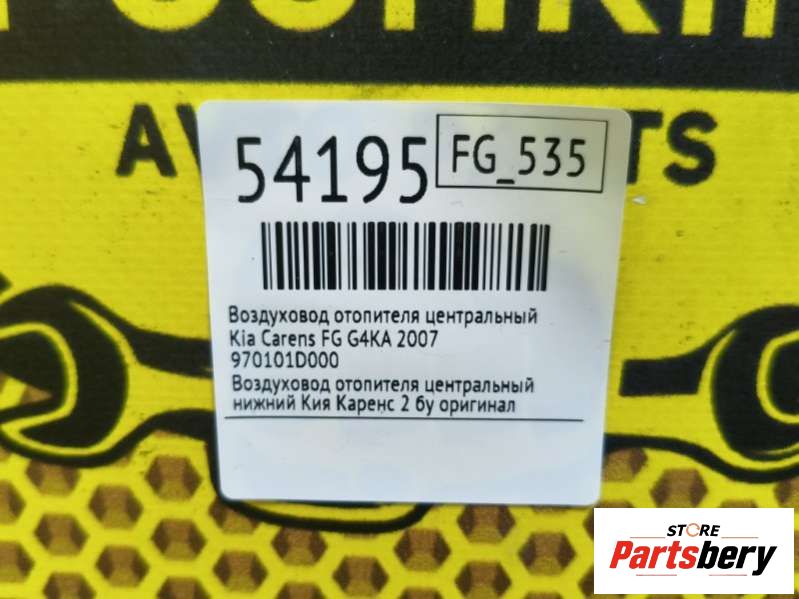 54195
FG_535
Воздуховод отопителя центральный
Kia Carens FG G4KA 2007
970101D000
Воздуховод отопителя центральный
нижний Кия Каренс 2 бу оригинал
STORE
Partsbery